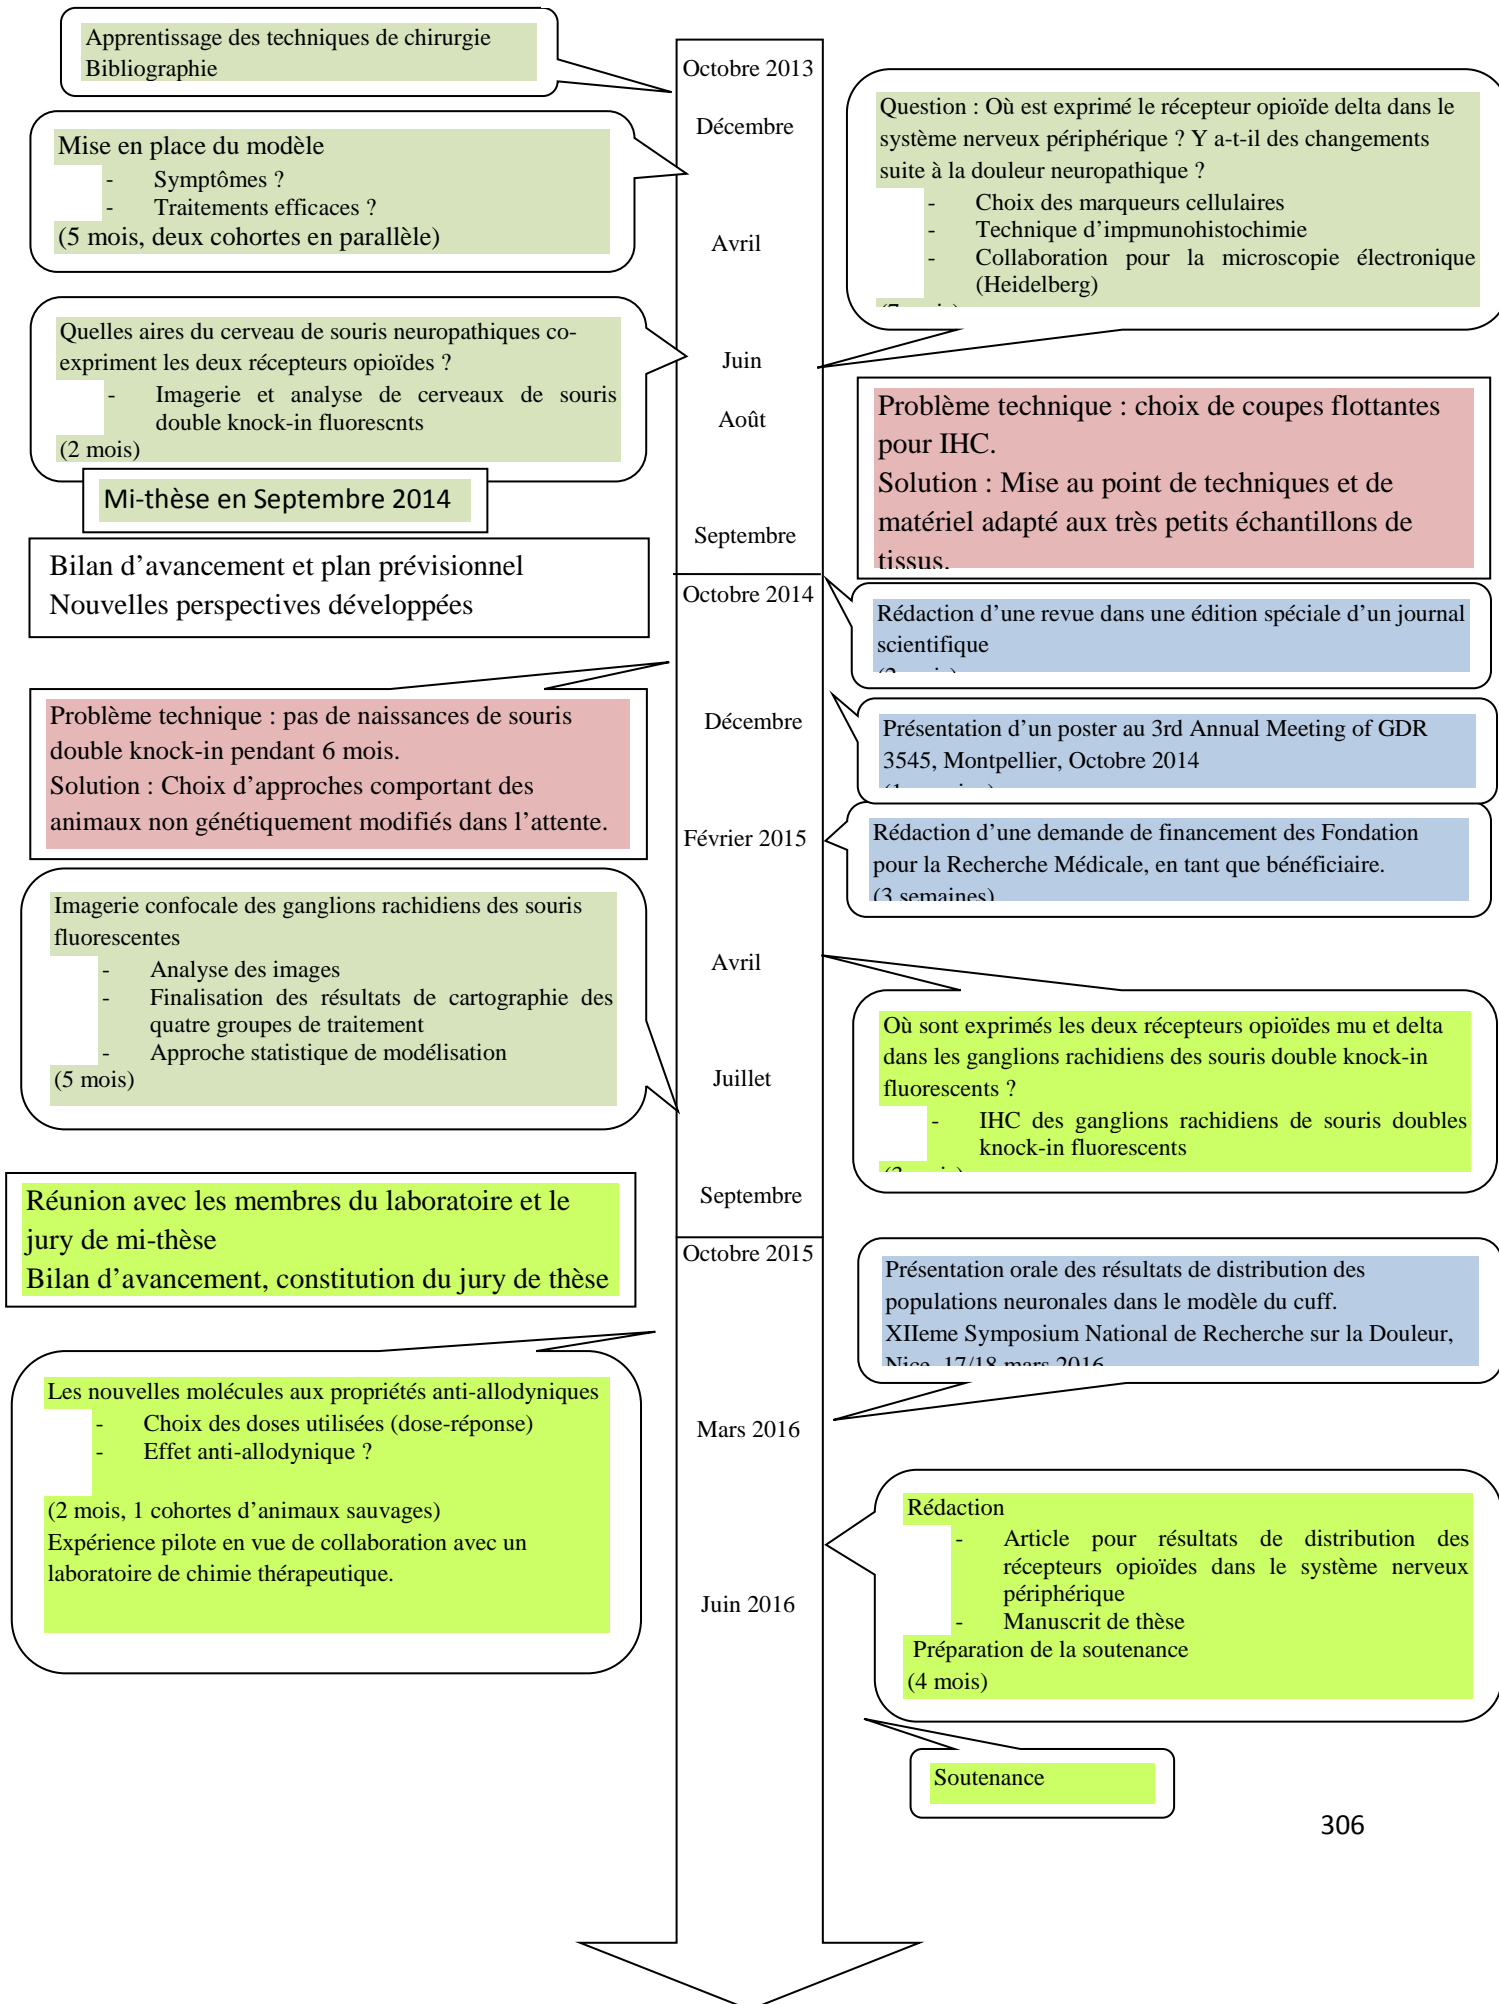 Apprentissage des techniques de chirurgie
Bibliographie
Octobre 2013
Décembre
Mise en place du modèle
- Symptômes ?
- Traitements efficaces ?
(5 mois, deux cohortes en parallèle)
Question : Où est exprimé le récepteur opioïde delta dans le
système nerveux périphérique ? Y a-t-il des changements
suite à la douleur neuropathique ?
- Choix des marqueurs cellulaires
- Technique d’impmunohistochimie
- Collaboration pour la microscopie électronique
(Heidelberg)
Avril
Quelles aires du cerveau de souris neuropathiques co-
expriment les deux récepteurs opioïdes ?
- Imagerie et analyse de cerveaux de souris
double knock-in fluorescnts
(2 mois)
Juin
Août
Problème technique : choix de coupes flottantes
pour IHC.
Solution : Mise au point de techniques et de
matériel adapté aux très petits échantillons de
tissus.
Mi-thèse en Septembre 2014
Septembre
Bilan d’avancement et plan prévisionnel
Nouvelles perspectives développées
Octobre 2014
Rédaction d’une revue dans une édition spéciale d’un journal
scientifique
Problème technique : pas de naissances de souris
double knock-in pendant 6 mois.
Solution : Choix d’approches comportant des
animaux non génétiquement modifiés dans l’attente.
Décembre
Présentation d’un poster au 3rd Annual Meeting of GDR
3545, Montpellier, Octobre 2014
Février 2015
Rédaction d’une demande de financement des Fondation
pour la Recherche Médicale, en tant que bénéficiaire.
(3 semaines)
Imagerie confocale des ganglions rachidiens des souris
fluorescentes
- Analyse des images
- Finalisation des résultats de cartographie des
quatre groupes de traitement
- Approche statistique de modélisation
(5 mois)
Avril
Juillet
Où sont exprimés les deux récepteurs opioïdes mu et delta
dans les ganglions rachidiens des souris double knock-in
fluorescents ?
- IHC des ganglions rachidiens de souris doubles
knock-in fluorescents
Septembre
Réunion avec les membres du laboratoire et le
jury de mi-thèse
Bilan d’avancement, constitution du jury de thèse
Octobre 2015
Présentation orale des résultats de distribution des
populations neuronales dans le modèle du cuff.
XIIeme Symposium National de Recherche sur la Douleur,
Nice, 17/18 mars 2016
Les nouvelles molécules aux propriétés anti-allodyniques
- Choix des doses utilisées (dose-réponse)
- Effet anti-allodynique ?
(2 mois, 1 cohortes d’animaux sauvages)
Expérience pilote en vue de collaboration avec un
laboratoire de chimie thérapeutique.
Mars 2016
Juin 2016
Rédaction
- Article pour résultats de distribution des
récepteurs opioïdes dans le système nerveux
périphérique
- Manuscrit de thèse
Préparation de la soutenance
(4 mois)
Soutenance
306